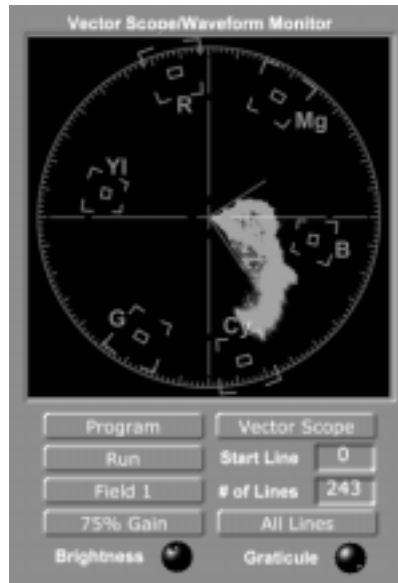 Vector Scope/Waveform Monitor
R
Mg
Yl
B
G
Cy
Program
Vector Scope
Run
Start Line 0
Field 1
# of Lines 243
75% Gain
All Lines
Brightness
Graticule